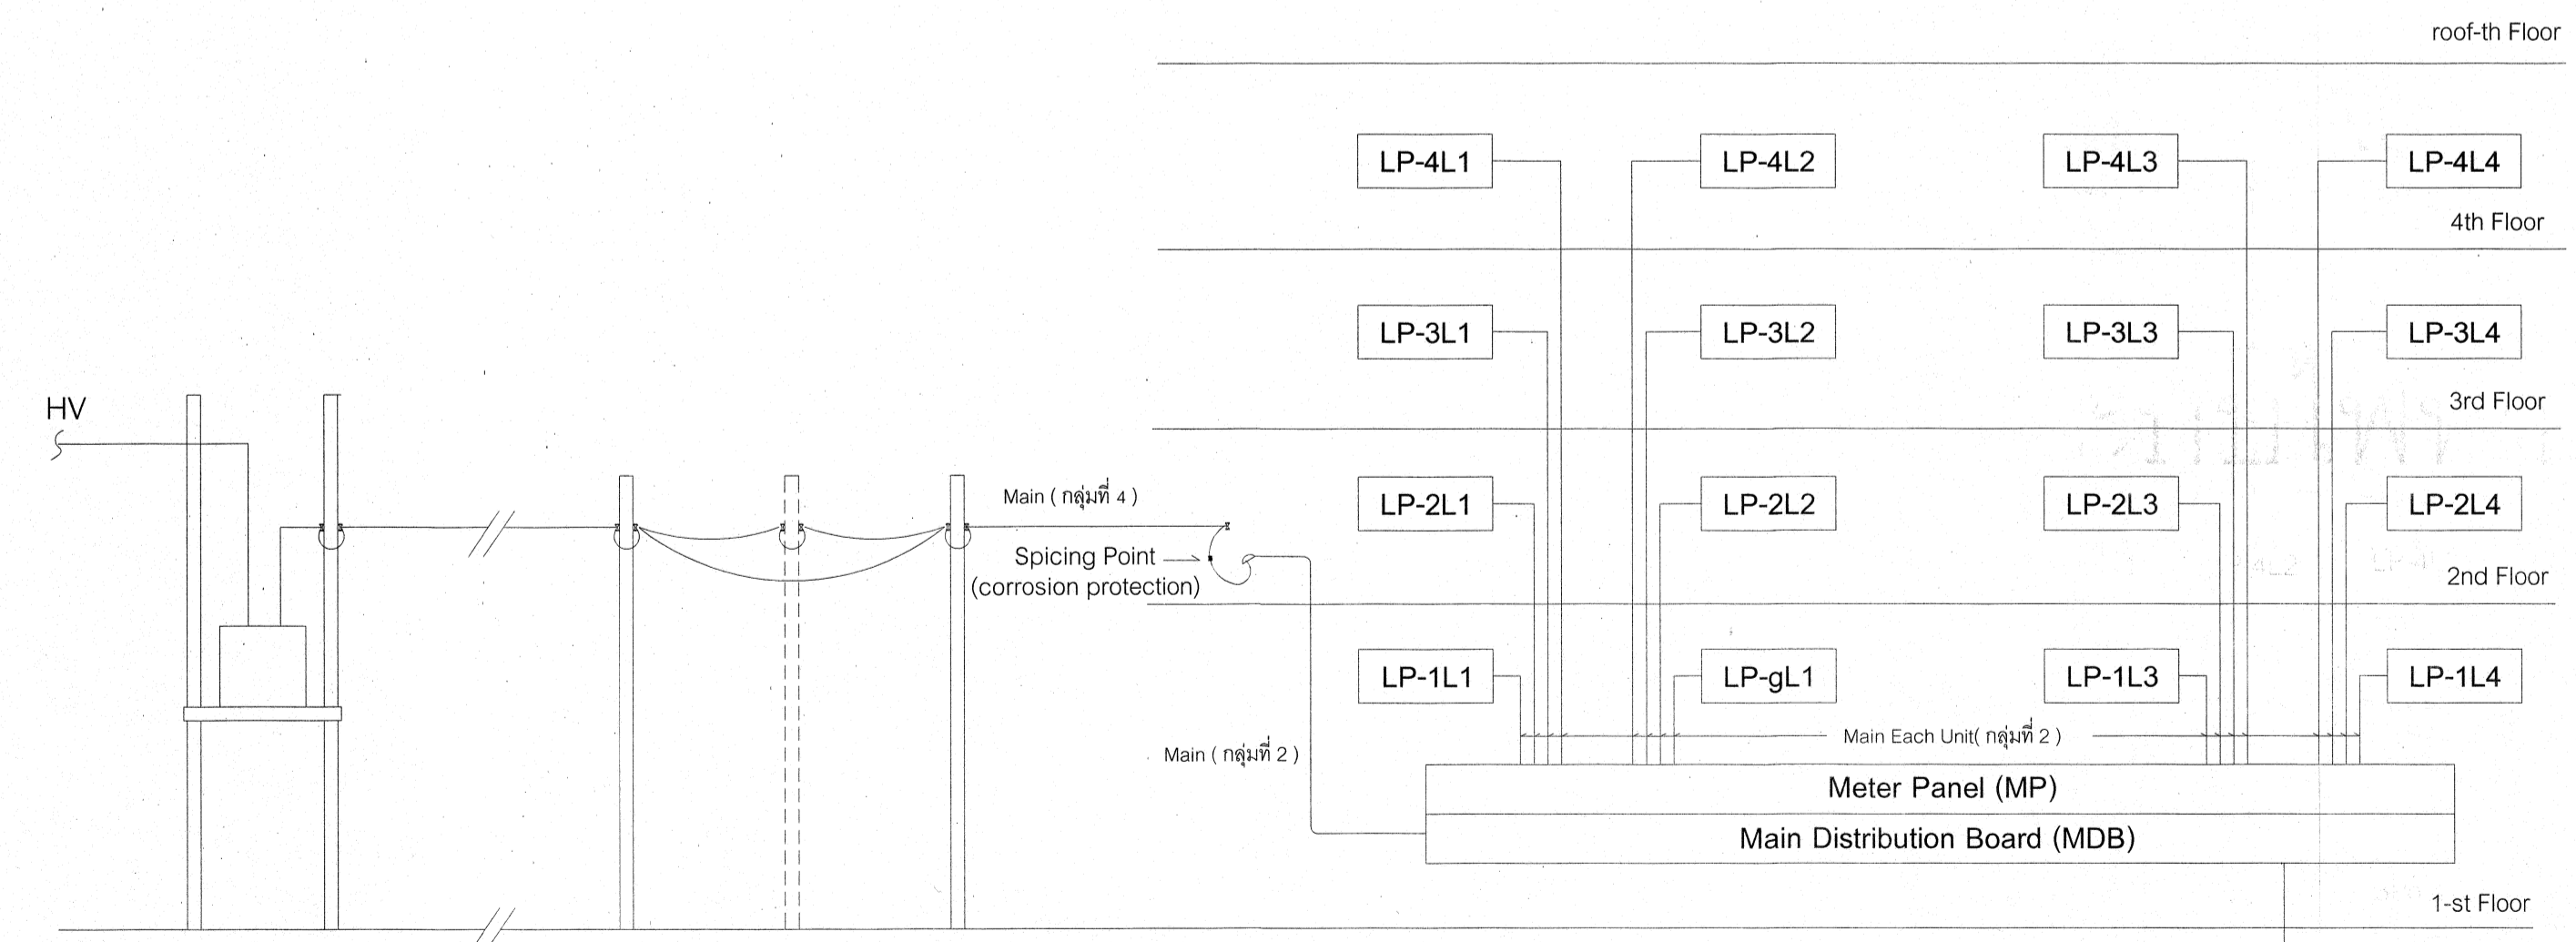 roof-th Floor
LP-4L1
LP-4L2
LP-4L3
LP-4L4
4th Floor
LP-3L1
LP-3L2
LP-3L3
LP-3L4
3rd Floor
HV
Main ( กลุ่มที่ 4 )
LP-2L1
LP-2L2
LP-2L3
LP-2L4
Spicing Point
(corrosion protection)
2nd Floor
LP-1L1
LP-gL1
LP-1L3
LP-1L4
Main Each Unit( กลุ่มที่ 2 )
Main ( กลุ่มที่ 2 )
Meter Panel (MP)
Main Distribution Board (MDB)
1-st Floor